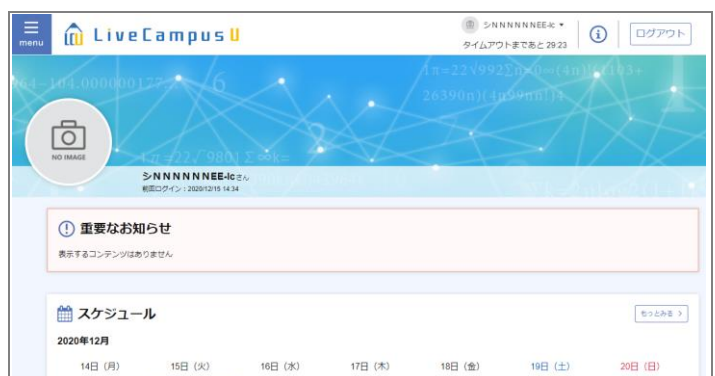 menu
LiveCampusU
シNNNNNNEE-lc
タイムアウトまであと 29:23
ログアウト
NO IMAGE
シNNNNNNEE-lcさん
前回ログイン：2020/12/15 14:34
重要なお知らせ
表示するコンテンツはありません
スケジュール
もっとみる
2020年12月
14日（月） 15日（火） 16日（水） 17日（木） 18日（金） 19日（土） 20日（日）